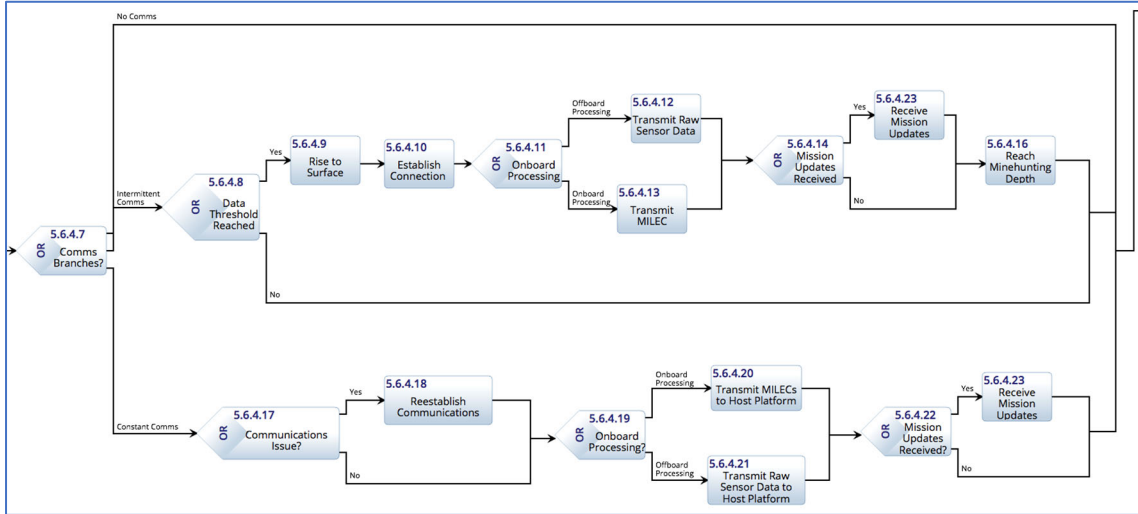 No Comms
5.6.4.7
OR
Comms
Branches?
Intermittent
Comms
5.6.4.8
OR
Data
Threshold
Reached
Yes
5.6.4.9
Rise to
Surface
5.6.4.10
Establish
Connection
5.6.4.11
OR
Onboard
Processing
Offboard
Processing
5.6.4.12
Transmit Raw
Sensor Data
Onboard
Processing
5.6.4.13
Transmit
MILEC
5.6.4.14
OR
Mission
Updates
Received
Yes
5.6.4.23
Receive
Mission
Updates
No
5.6.4.16
Reach
Minehunting
Depth
No
Constant Comms
5.6.4.17
OR
Communications
Issue?
Yes
5.6.4.18
Reestablish
Communications
No
5.6.4.19
OR
Onboard
Processing?
Onboard
Processing
5.6.4.20
Transmit MILECs
to Host Platform
Offboard
Processing
5.6.4.21
Transmit Raw
Sensor Data to
Host Platform
5.6.4.22
OR
Mission
Updates
Received?
Yes
5.6.4.23
Receive
Mission
Updates
No